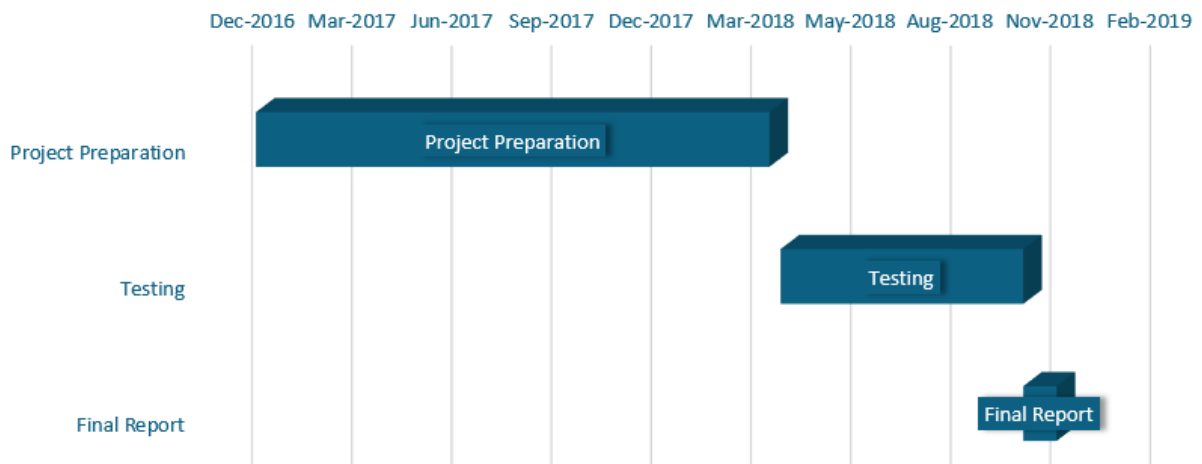 Dec-2016 Mar-2017 Jun-2017 Sep-2017 Dec-2017 Mar-2018 May-2018 Aug-2018 Nov-2018 Feb-2019
Project Preparation Project Preparation
Testing Testing
Final Report Final Report